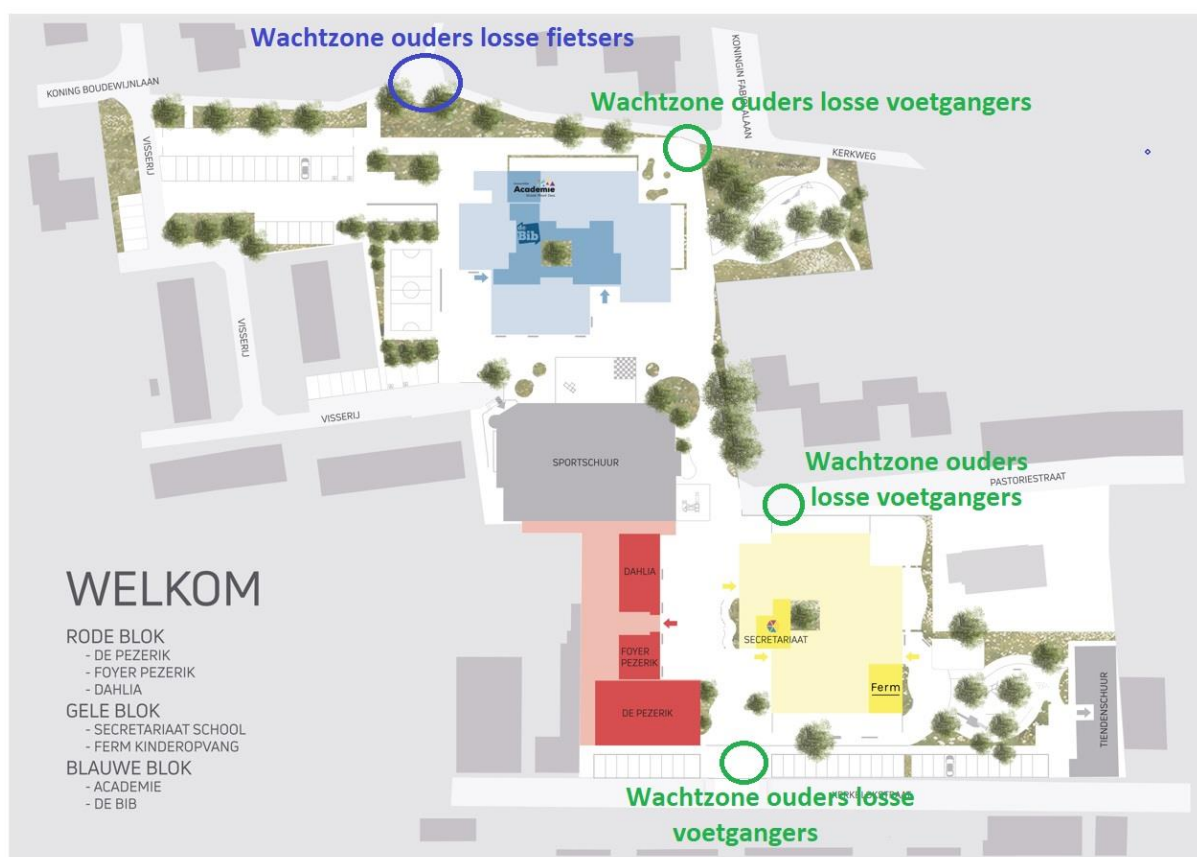 Wachtzone ouders losse fietsers
KONING BOUDEWIJNLAAN
Wachtzone ouders losse voetgangers
KERKWEG
VISSERIJ
Academie
de
Bib
VISSERIJ
VISSERIJ
SPORTSCHUUR
Wachtzone ouders
losse voetgangers
PASTORIESTRAAT
DAHLIA
SECRETARIAAT
FOYER
PEZERIK
Ferm
DE PEZERIK
TIENDENSCHUUR
WELKOM
RODE BLOK
- DE PEZERIK
- FOYER PEZERIK
- DAHLIA
GELE BLOK
- SECRETARIAAT SCHOOL
- FERM KINDEROPVANG
BLAUWE BLOK
- ACADEMIE
- DE BIB
Wachtzone ouders losse
voetgangers